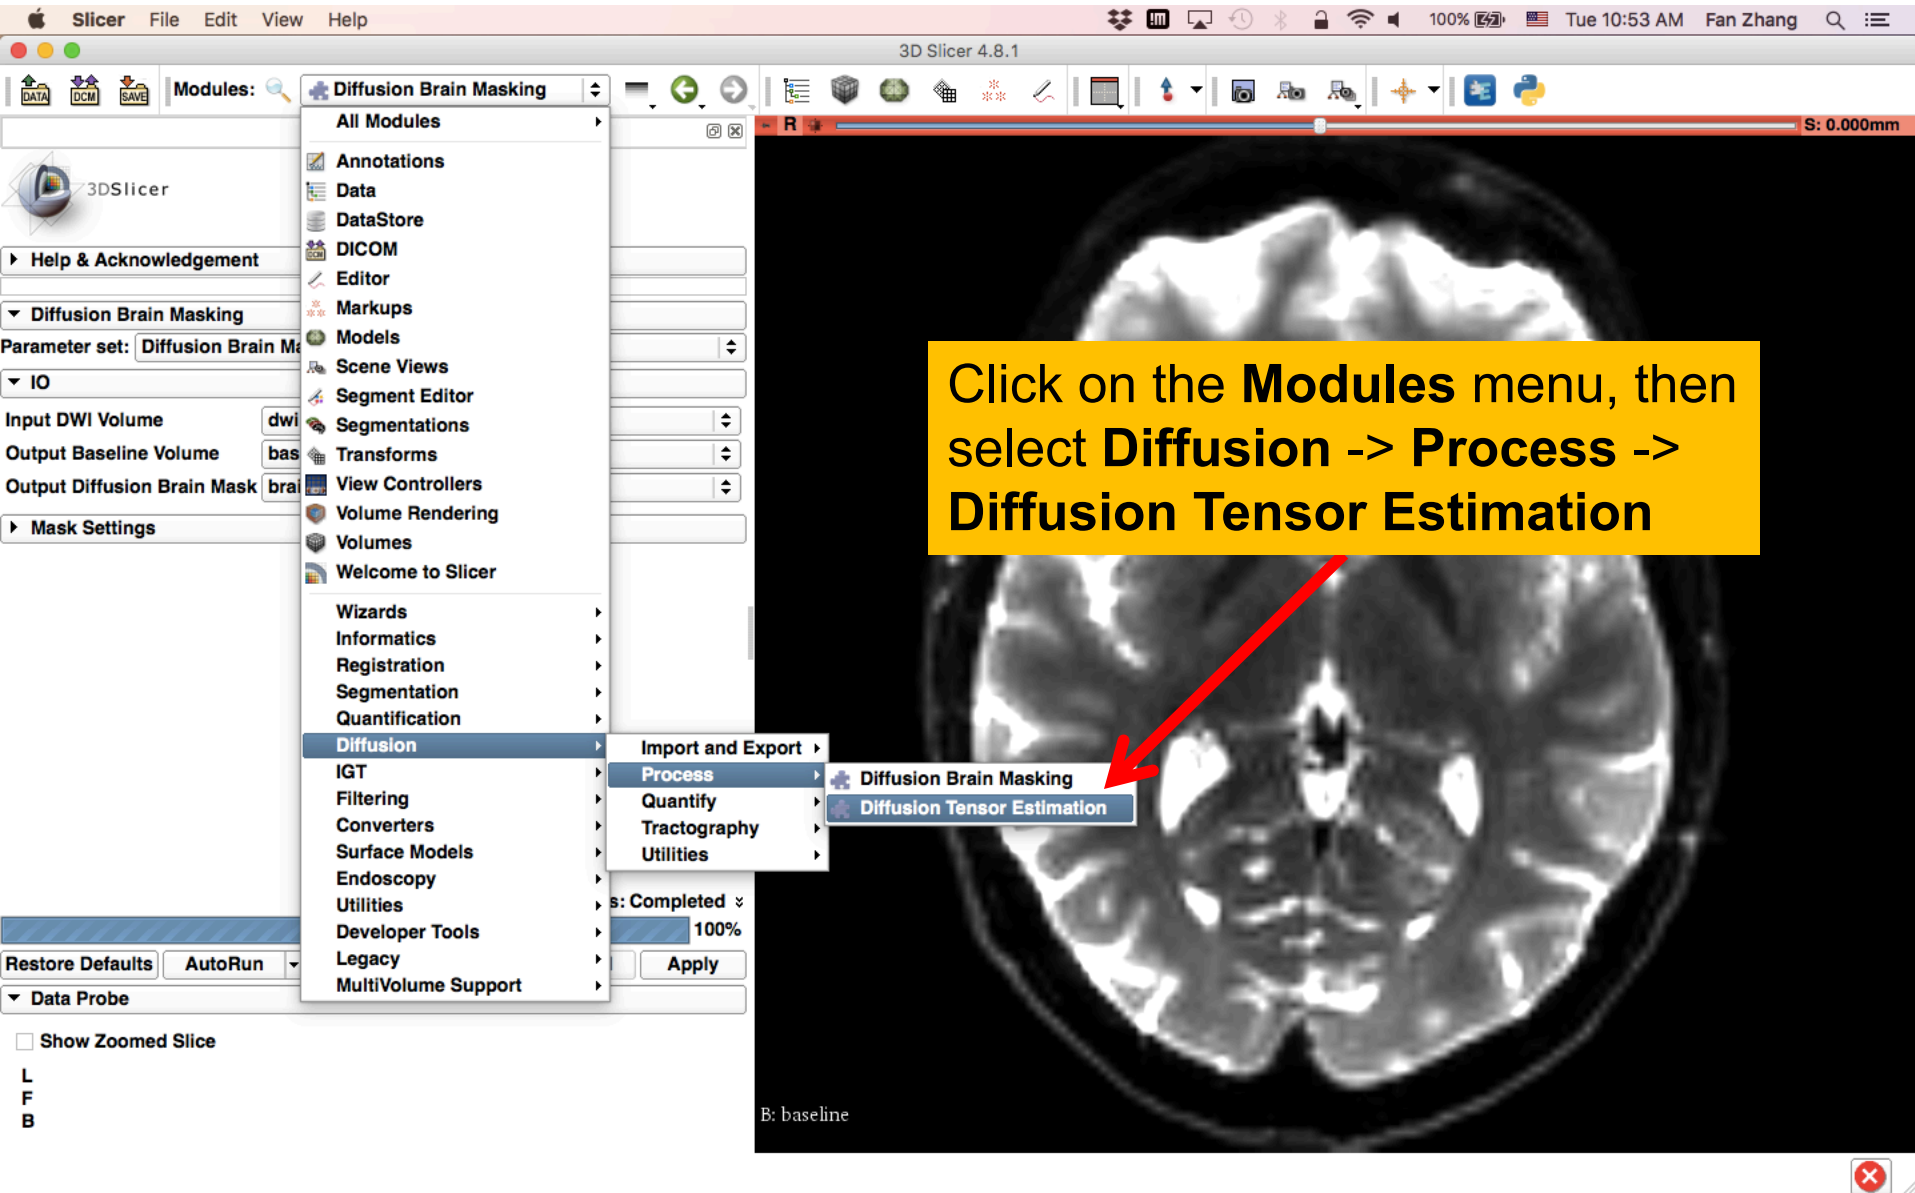 Slicer File Edit View Help 100% Tue 10:53 AM Fan Zhang
3D Slicer 4.8.1
DATA DCM SAVE Modules: Diffusion Brain Masking
R S: 0.000mm
3DSlicer
Help & Acknowledgement
Diffusion Brain Masking
Parameter set: Diffusion Brain Ma
IO
Input DWI Volume dwi
Output Baseline Volume bas
Output Diffusion Brain Mask brai
Mask Settings
All Modules
Annotations
Data
DataStore
DICOM
Editor
Markups
Models
Scene Views
Segment Editor
Segmentations
Transforms
View Controllers
Volume Rendering
Volumes
Welcome to Slicer
Wizards
Informatics
Registration
Segmentation
Quantification
Diffusion
IGT
Filtering
Converters
Surface Models
Endoscopy
Utilities
Developer Tools
Legacy
MultiVolume Support
Import and Export
Process
Quantify
Tractography
Utilities
Diffusion Brain Masking
Diffusion Tensor Estimation
Click on the Modules menu, then
select Diffusion -> Process ->
Diffusion Tensor Estimation
s: Completed
100%
Restore Defaults AutoRun Apply
Data Probe
Show Zoomed Slice
L
F
B
B: baseline